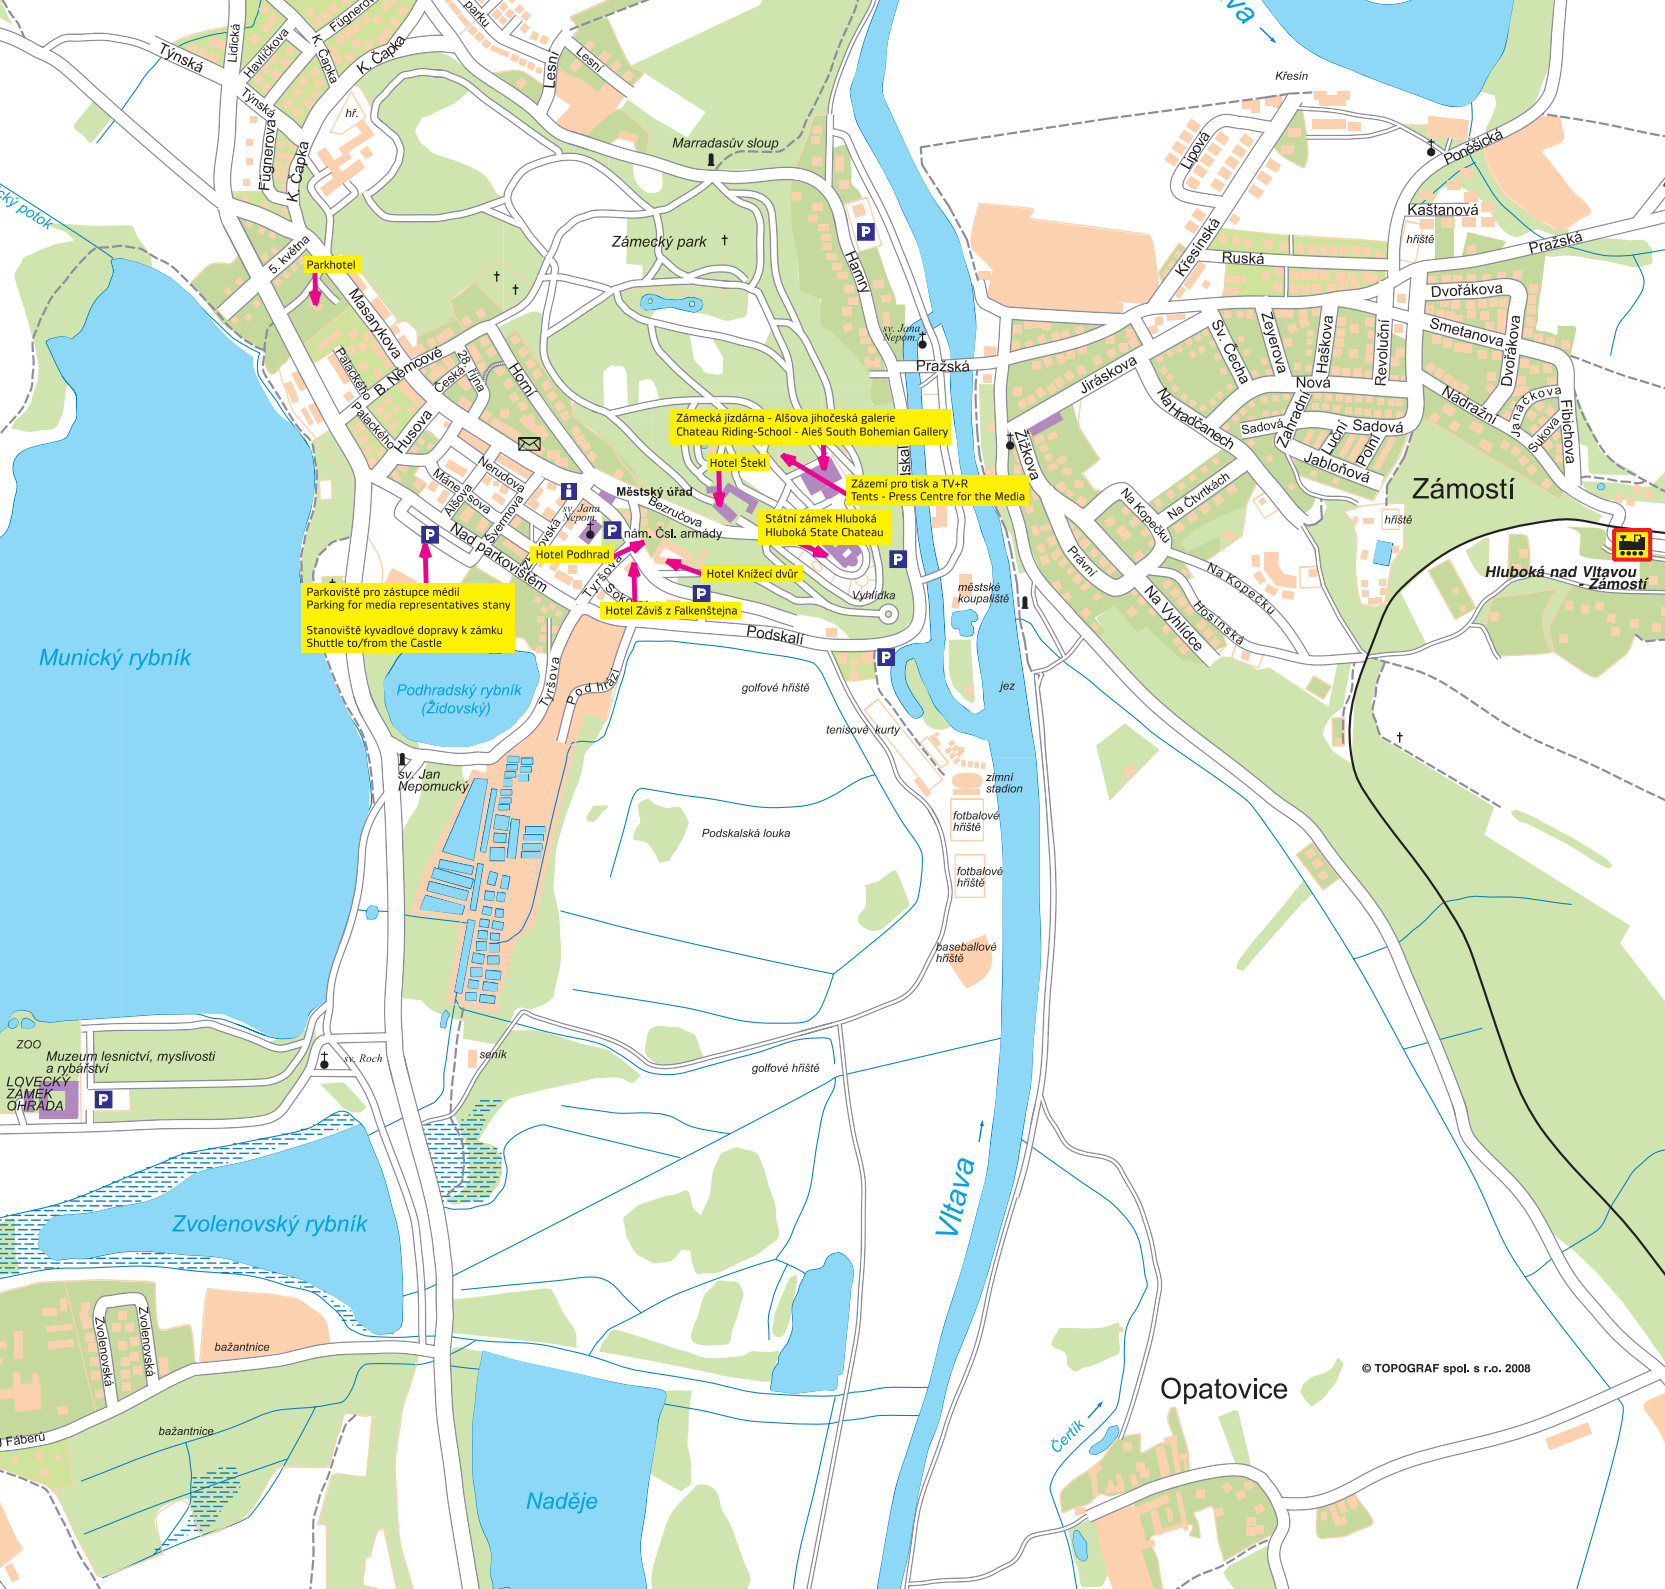 Týnská
Lidická
Havlíčkova
K. Čapka
K. Čapka
Týnská
Fügnerova
K. Čapka
hř.
parku
Lesní
Lesní
Marradasův sloup
Křesín
Lipová
Poněšická
Kaštanová
hřiště
Pražská
Křesínská
Ruská
Dvořákova
Smetanova
Dvořákova
Zámecký park
Hamry
P
5. května
Parkhotel
Masarykova
sv. Jana
Nepom.
Pražská
Jiráskova
Sv. Čecha
Zeyerova
Haškova
Revoluční
Nová
Nádražní
Janáčkova
Sukova
Fibichova
Palackého
B. Němcové
Česká
28. října
Horní
Palackého
Husova
Na Hradčanech
Sadová
Zahradní
Luční
Polní
Sadová
Jabloňová
Zámostí
Zámecká jízdárna - Alšova jihočeská galerie
Chateau Riding-School - Aleš South Bohemian Gallery
Hotel Štekl
Zázemí pro tisk a TV+R
Tents - Press Centre for the Media
Žižkova
Na Kopečku
Na Čtvrtkách
hřiště
Nerudova
Mánesova
Alšova
i
Městský úřad
sv. Jana
Nepom.
Bezručova
Státní zámek Hluboká
Hluboká State Chateau
P
P
nám. Čsl. armády
Nad parkovištěm
Hotel Podhrad
P
Hotel Knížecí dvůr
P
Tyršova
Hotel Záviš z Falkenštejna
Vyhlídka
městské
koupaliště
Právní
Na Vyhlídce
Na Kopečku
Hosínská
Hluboká nad Vltavou
- Zámostí
Parkoviště pro zástupce médií
Parking for media representatives stany
Stanoviště kyvadlové dopravy k zámku
Shuttle to/from the Castle
Podskalí
P
Munický rybník
Podhradský rybník
(Židovský)
Tyršova
Pod hrází
golfové hřiště
jez
tenisové kurty
sv. Jan
Nepomucký
zimní
stadion
fotbalové
hřiště
Podskalská louka
fotbalové
hřiště
baseballové
hřiště
ZOO
Muzeum lesnictví, myslivosti
a rybářství
LOVECKÝ
ZÁMEK
OHRADA
P
sv. Roch
seník
golfové hřiště
Vltava
Zvolenovský rybník
Zvolenovská
Zvolenovská
bažantnice
bažantnice
Fáberů
Naděje
© TOPOGRAF spol. s r.o. 2008
Opatovice
Čertík